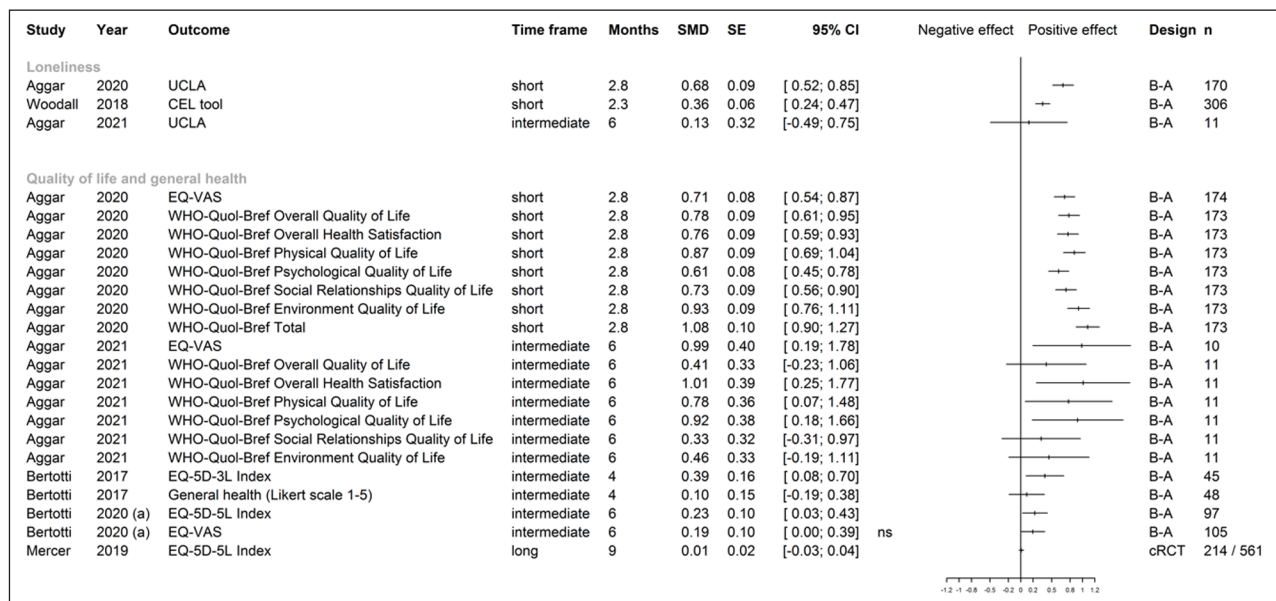 Study Year Outcome Time frame Months SMD SE 95% CI Negative effect Positive effect Design n
Loneliness
Aggar 2020 UCLA short 2.8 0.68 0.09 [ 0.52; 0.85] B-A 170
Woodall 2018 CEL tool short 2.3 0.36 0.06 [ 0.24; 0.47] B-A 306
Aggar 2021 UCLA intermediate 6 0.13 0.32 [-0.49; 0.75] B-A 11
Quality of life and general health
Aggar 2020 EQ-VAS short 2.8 0.71 0.08 [ 0.54; 0.87] B-A 174
Aggar 2020 WHO-Quol-Bref Overall Quality of Life short 2.8 0.78 0.09 [ 0.61; 0.95] B-A 173
Aggar 2020 WHO-Quol-Bref Overall Health Satisfaction short 2.8 0.76 0.09 [ 0.59; 0.93] B-A 173
Aggar 2020 WHO-Quol-Bref Physical Quality of Life short 2.8 0.87 0.09 [ 0.69; 1.04] B-A 173
Aggar 2020 WHO-Quol-Bref Psychological Quality of Life short 2.8 0.61 0.08 [ 0.45; 0.78] B-A 173
Aggar 2020 WHO-Quol-Bref Social Relationships Quality of Life short 2.8 0.73 0.09 [ 0.56; 0.90] B-A 173
Aggar 2020 WHO-Quol-Bref Environment Quality of Life short 2.8 0.93 0.09 [ 0.76; 1.11] B-A 173
Aggar 2020 WHO-Quol-Bref Total short 2.8 1.08 0.10 [ 0.90; 1.27] B-A 173
Aggar 2021 EQ-VAS intermediate 6 0.99 0.40 [ 0.19; 1.78] B-A 10
Aggar 2021 WHO-Quol-Bref Overall Quality of Life intermediate 6 0.41 0.33 [-0.23; 1.06] B-A 11
Aggar 2021 WHO-Quol-Bref Overall Health Satisfaction intermediate 6 1.01 0.39 [ 0.25; 1.77] B-A 11
Aggar 2021 WHO-Quol-Bref Physical Quality of Life intermediate 6 0.78 0.36 [ 0.07; 1.48] B-A 11
Aggar 2021 WHO-Quol-Bref Psychological Quality of Life intermediate 6 0.92 0.38 [ 0.18; 1.66] B-A 11
Aggar 2021 WHO-Quol-Bref Social Relationships Quality of Life intermediate 6 0.33 0.32 [-0.31; 0.97] B-A 11
Aggar 2021 WHO-Quol-Bref Environment Quality of Life intermediate 6 0.46 0.33 [-0.19; 1.11] B-A 11
Bertotti 2017 EQ-5D-3L Index intermediate 4 0.39 0.16 [ 0.08; 0.70] B-A 45
Bertotti 2017 General health (Likert scale 1-5) intermediate 4 0.10 0.15 [-0.19; 0.38] B-A 48
Bertotti 2020 (a) EQ-5D-5L Index intermediate 6 0.23 0.10 [ 0.03; 0.43] B-A 97
Bertotti 2020 (a) EQ-VAS intermediate 6 0.19 0.10 [ 0.00; 0.39] ns B-A 105
Mercer 2019 EQ-5D-5L Index long 9 0.01 0.02 [-0.03; 0.04] cRCT 214 / 561
-1.2 -1 -0.8 -0.5 -0.2 0 0.2 0.5 0.8 1 1.2